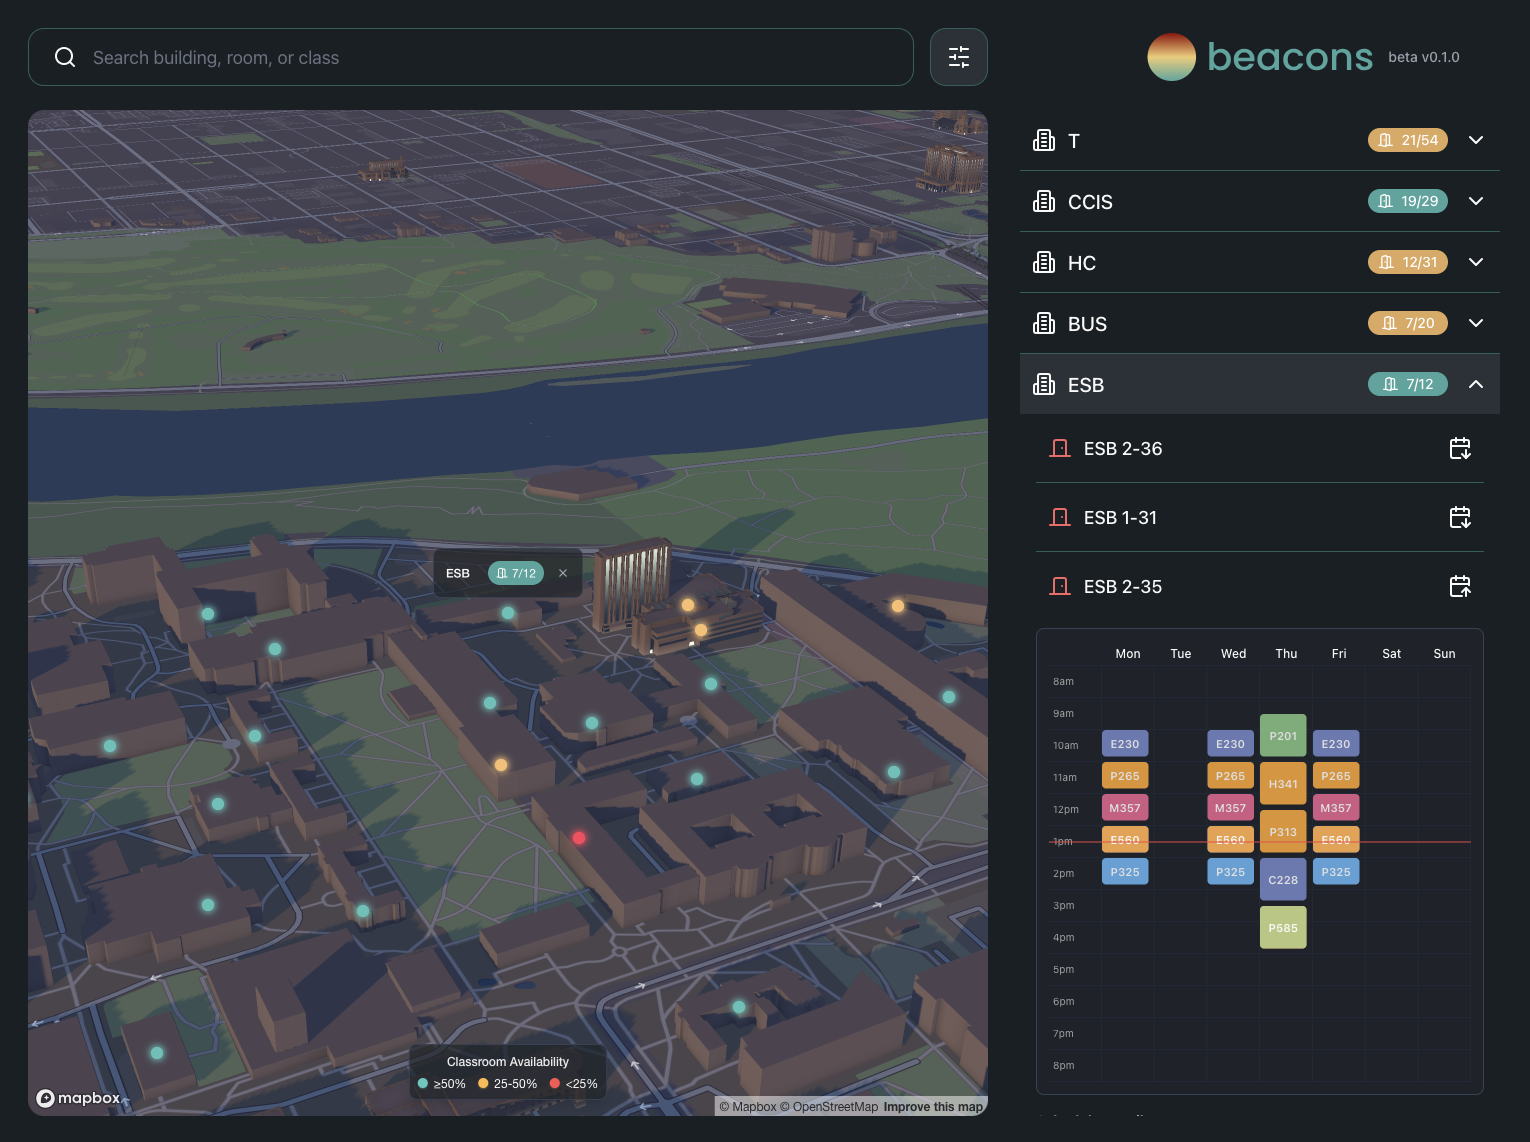 Search building, room, or class
beacons beta v0.1.0
T 21/54
CCIS 19/29
HC 12/31
BUS 7/20
ESB 7/12
ESB 2-36
ESB 1-31
ESB 2-35
Mon Tue Wed Thu Fri Sat Sun
8am
9am
P201
10am E230 E230 E230
11am P265 P265 H341 P265
12pm M357 M357 M357
P313
1pm E560 E560 E560
2pm P325 P325 C228 P325
3pm
P585
4pm
5pm
6pm
7pm
8pm
ESB 7/12 ×
Classroom Availability
≥50% 25-50% <25%
mapbox
© Mapbox © OpenStreetMap Improve this map